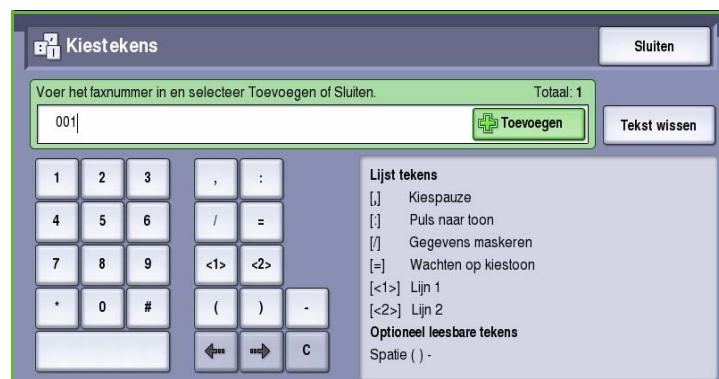 Kiestekens
Sluiten
Voer het faxnummer in en selecteer Toevoegen of Sluiten.
Totaal: 1
001
Toevoegen
Tekst wissen
1 2 3 , :
4 5 6 / =
7 8 9 <1> <2>
* 0 # ( ) -
C
Lijst tekens
[,] Kiespauze
[:] Puls naar toon
[/] Gegevens maskeren
[=] Wachten op kiestoon
[<1>] Lijn 1
[<2>] Lijn 2
Optioneel leesbare tekens
Spatie ( ) -